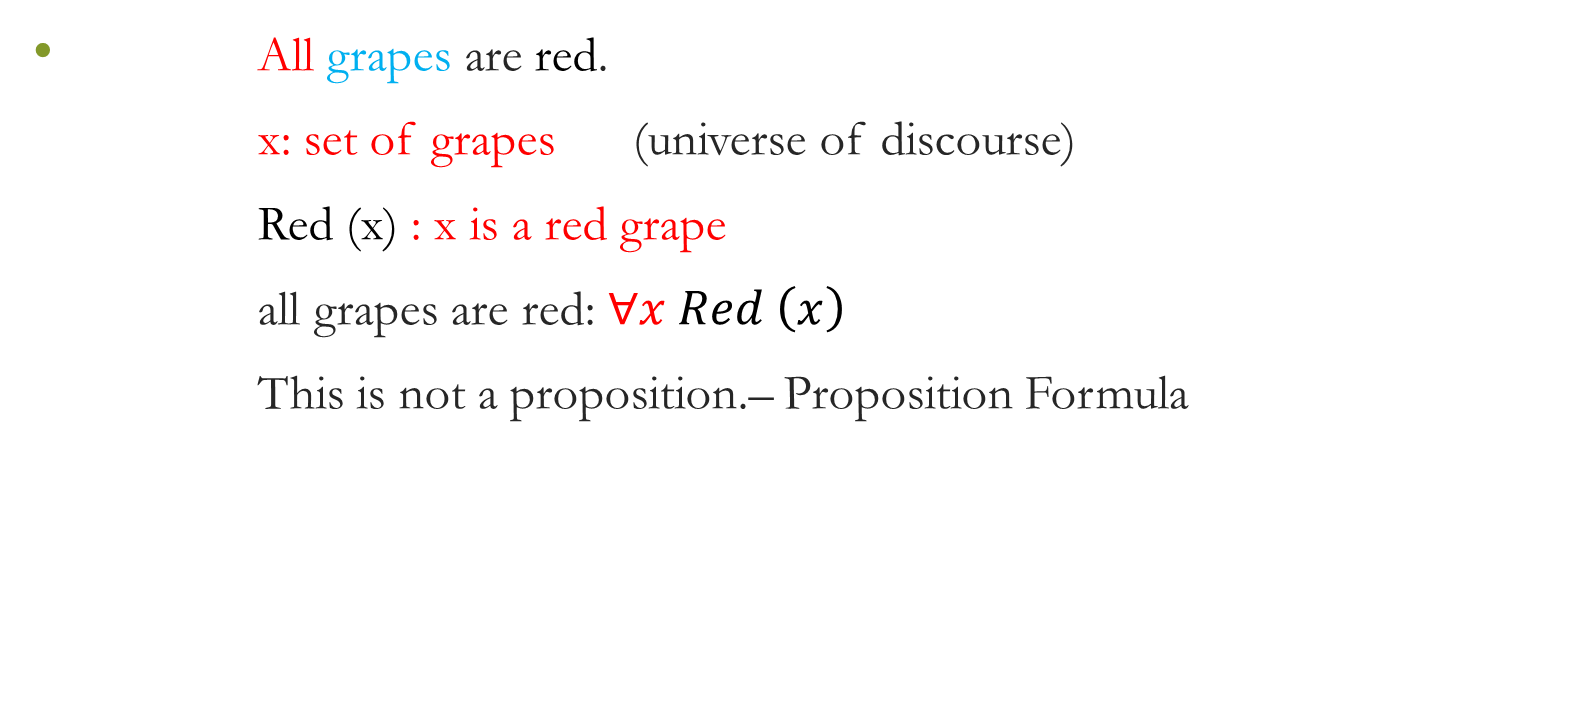 • All grapes are red.
x: set of grapes (universe of discourse)
Red (x) : x is a red grape
all grapes are red: ∀x Red (x)
This is not a proposition.– Proposition Formula